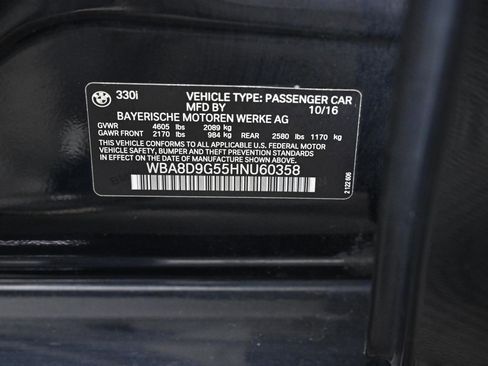 330i VEHICLE TYPE: PASSENGER CAR
MFD BY 10/16
BAYERISCHE MOTOREN WERKE AG
GVWR 4605 lbs 2089 kg
GAWR FRONT 2170 lbs 984 kg REAR 2580 lbs 1170 kg
THIS VEHICLE CONFORMS TO ALL APPLICABLE U.S. FEDERAL MOTOR
VEHICLE SAFETY, BUMPER AND THEFT PREVENTION STANDARDS
IN EFFECT ON THE DATE OF MANUFACTURE SHOWN ABOVE.
WBA8D9G55HNU60358